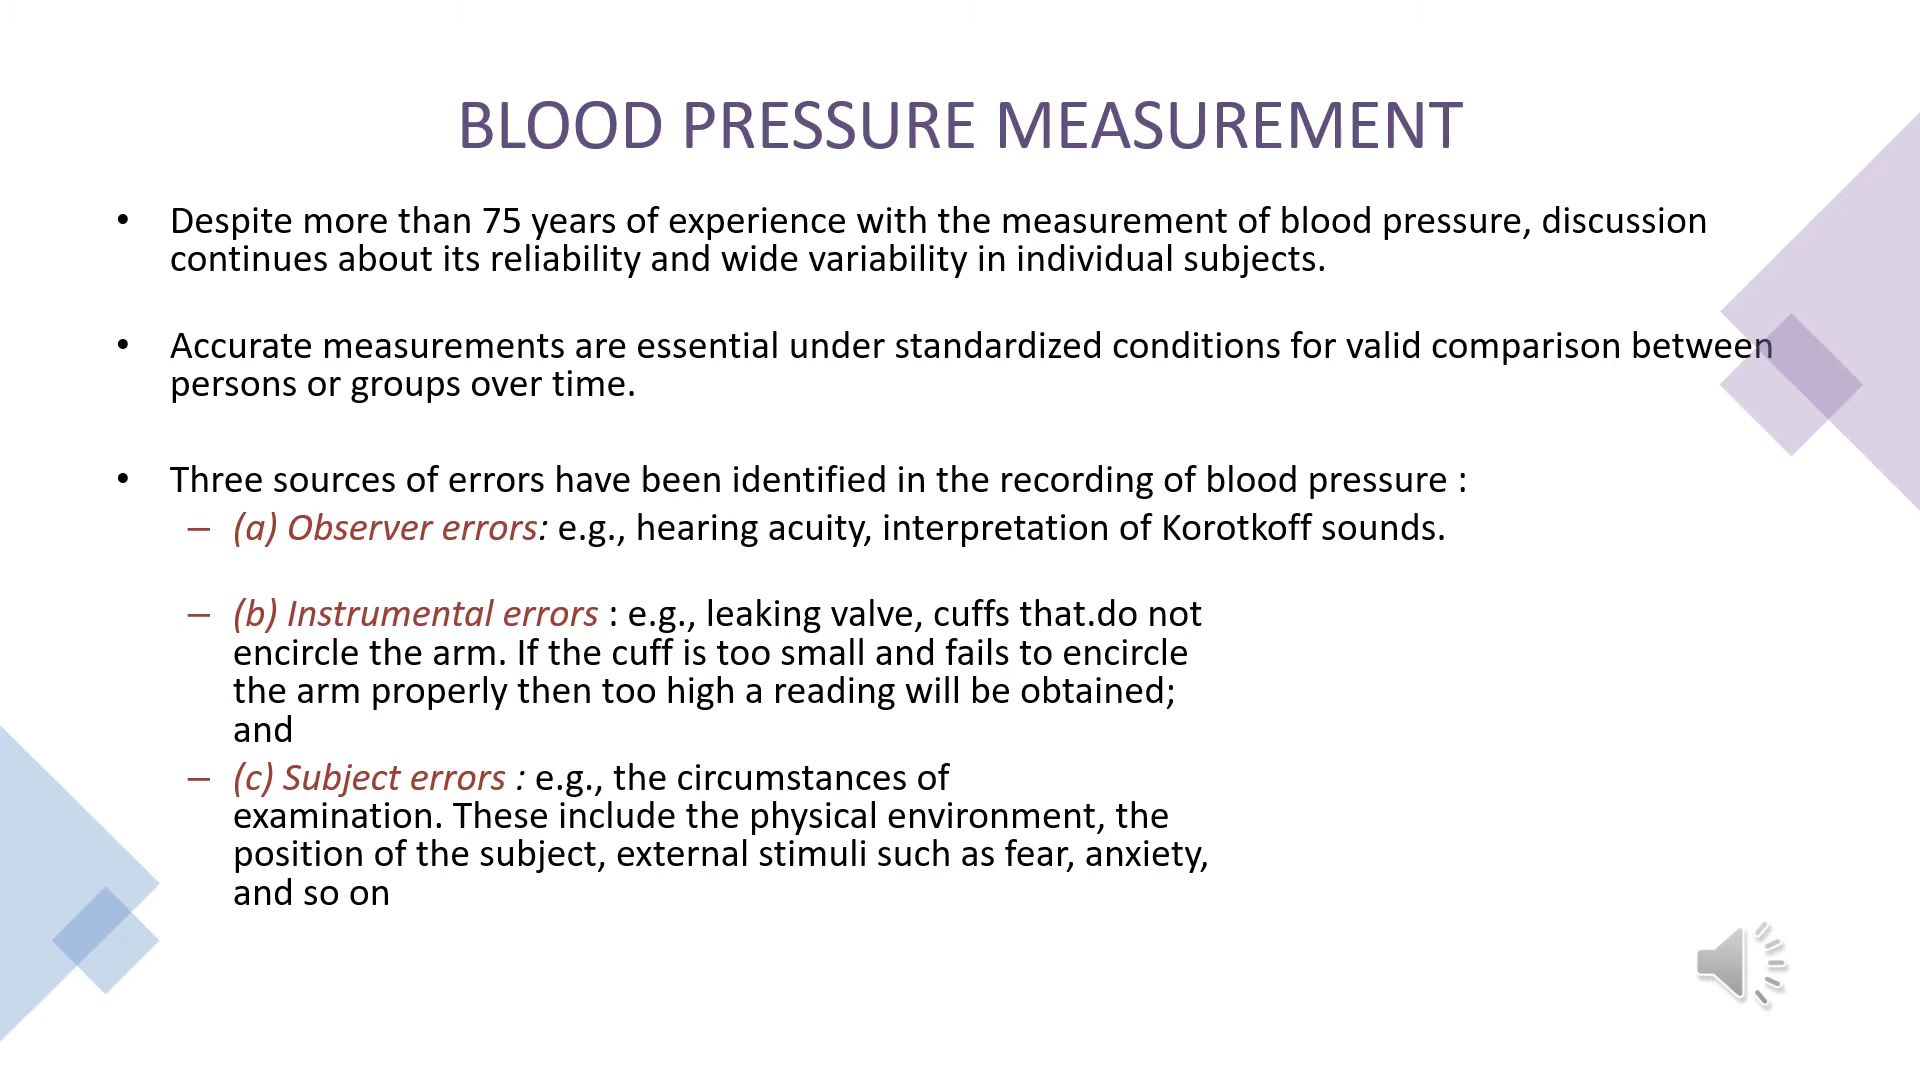 BLOOD PRESSURE MEASUREMENT
• Despite more than 75 years of experience with the measurement of blood pressure, discussion
continues about its reliability and wide variability in individual subjects.
• Accurate measurements are essential under standardized conditions for valid comparison between
persons or groups over time.
• Three sources of errors have been identified in the recording of blood pressure :
– (a) Observer errors: e.g., hearing acuity, interpretation of Korotkoff sounds.
– (b) Instrumental errors : e.g., leaking valve, cuffs that.do not
encircle the arm. If the cuff is too small and fails to encircle
the arm properly then too high a reading will be obtained;
and
– (c) Subject errors : e.g., the circumstances of
examination. These include the physical environment, the
position of the subject, external stimuli such as fear, anxiety,
and so on